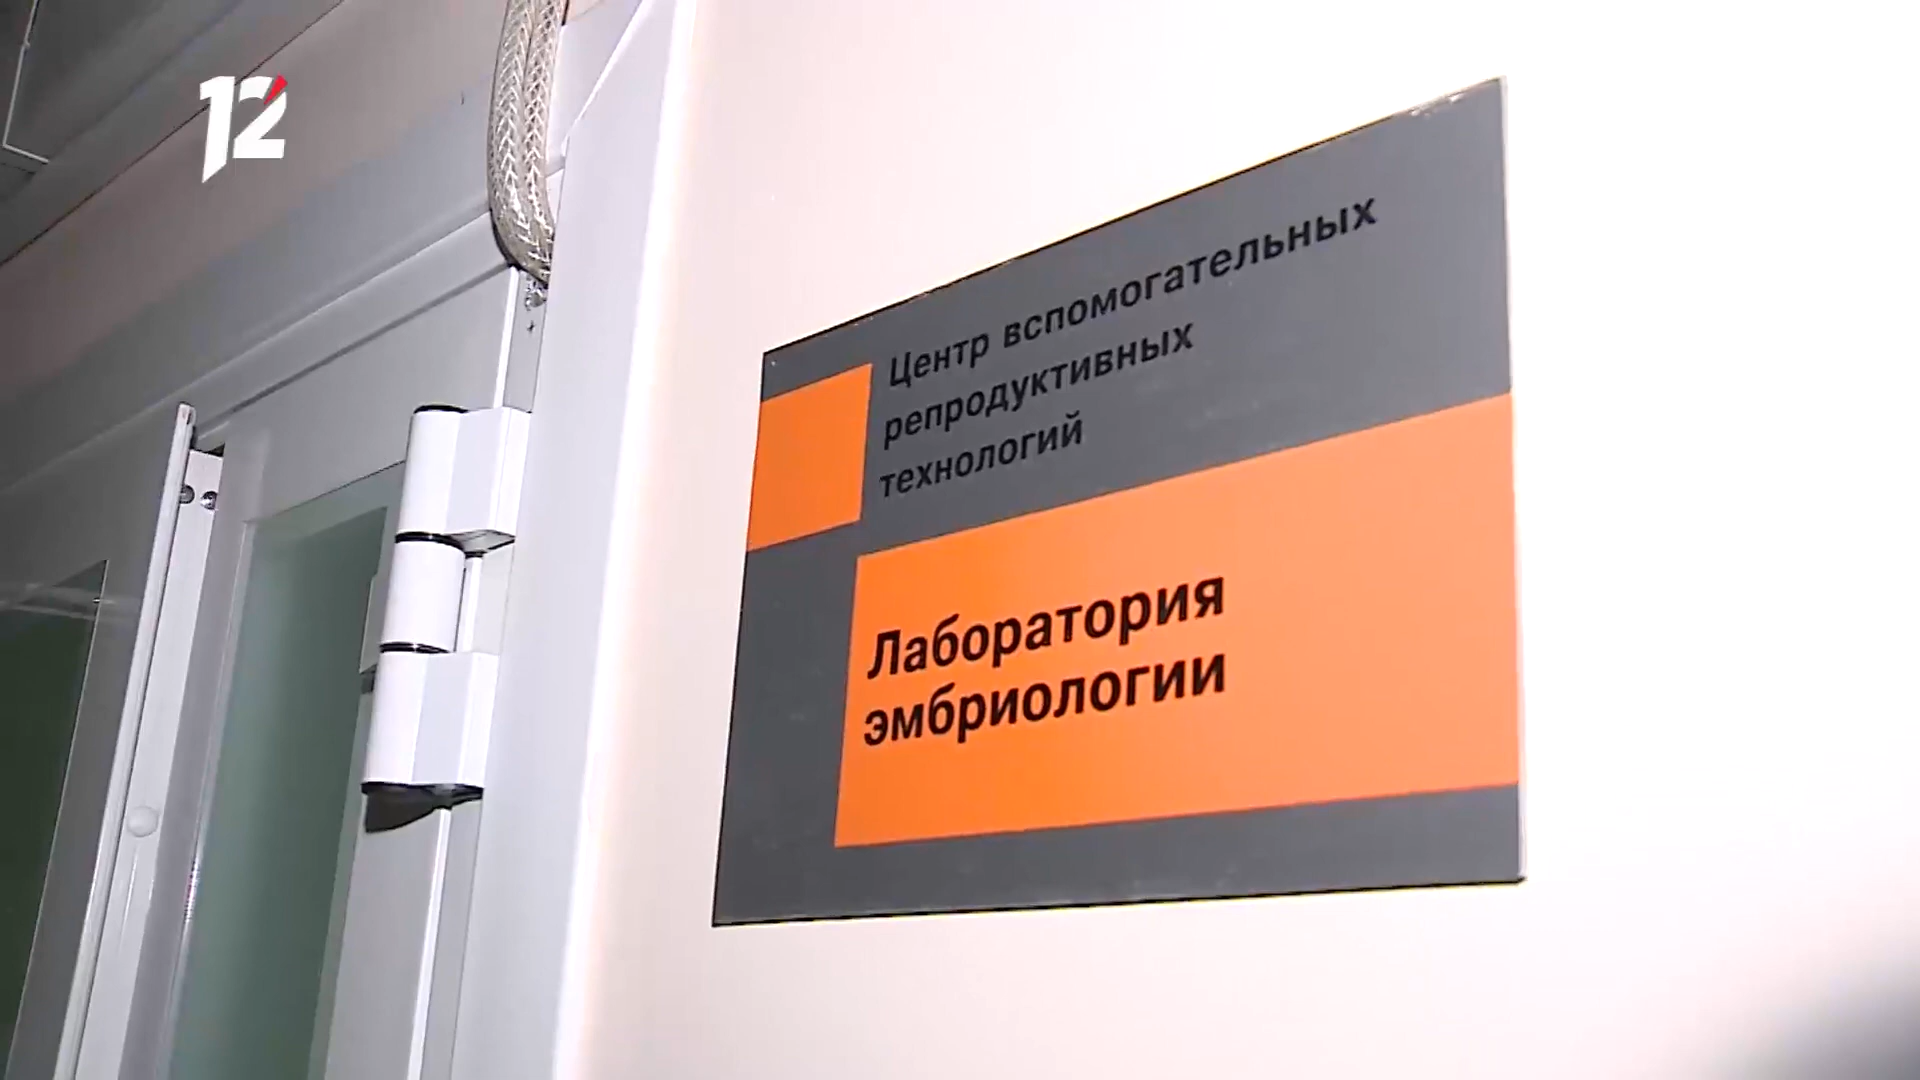 12
Центр вспомогательных
репродуктивных
технологий
Лаборатория
эмбриологии